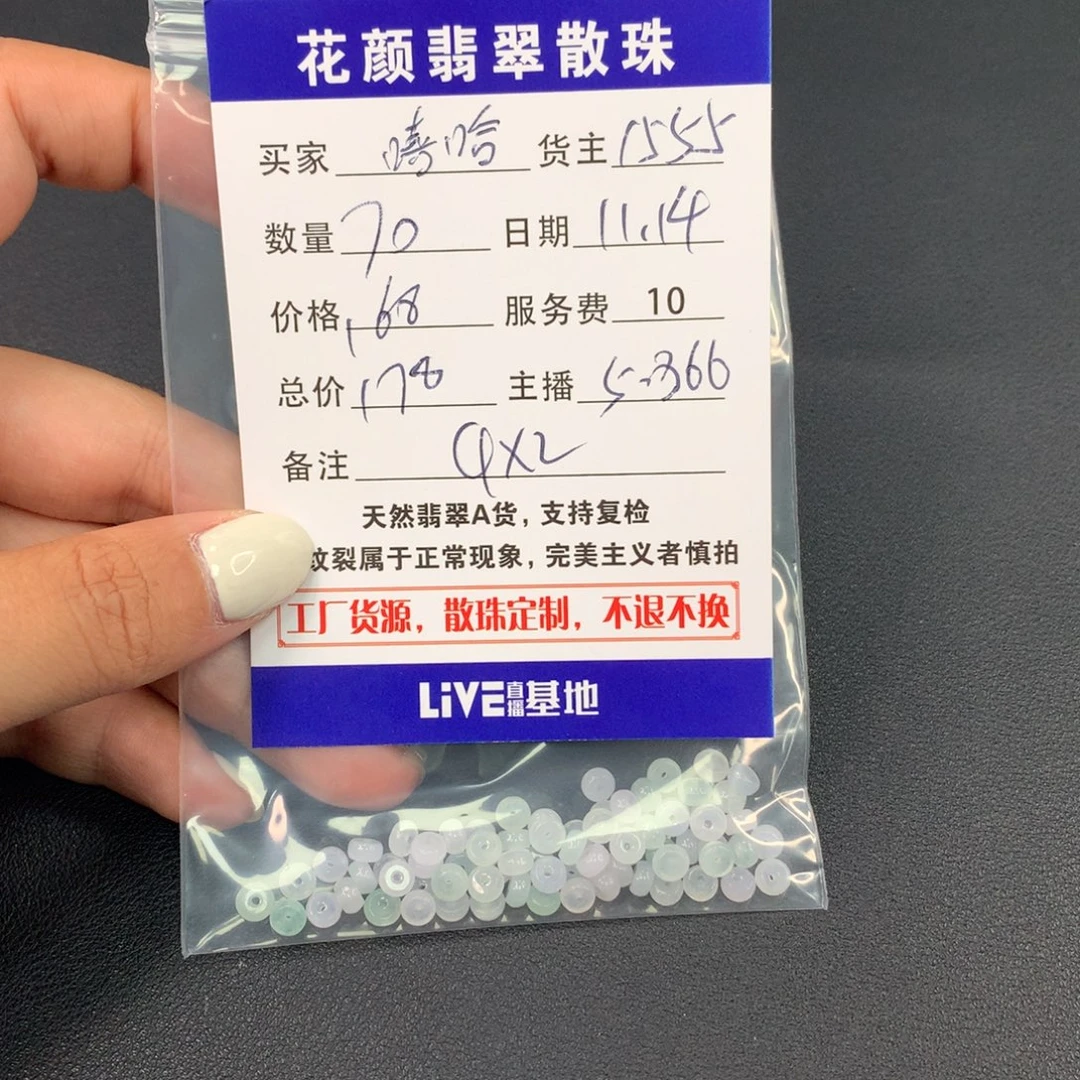 花颜翡翠散珠
买家 嘻哈 货主 1555
数量 70 日期 11.14
价格 168 服务费 10
总价 178 主播 5.366
备注 4X2
天然翡翠A货，支持复检
纹裂属于正常现象，完美主义者慎拍
工厂货源，散珠定制，不退不换
LiVE直播基地